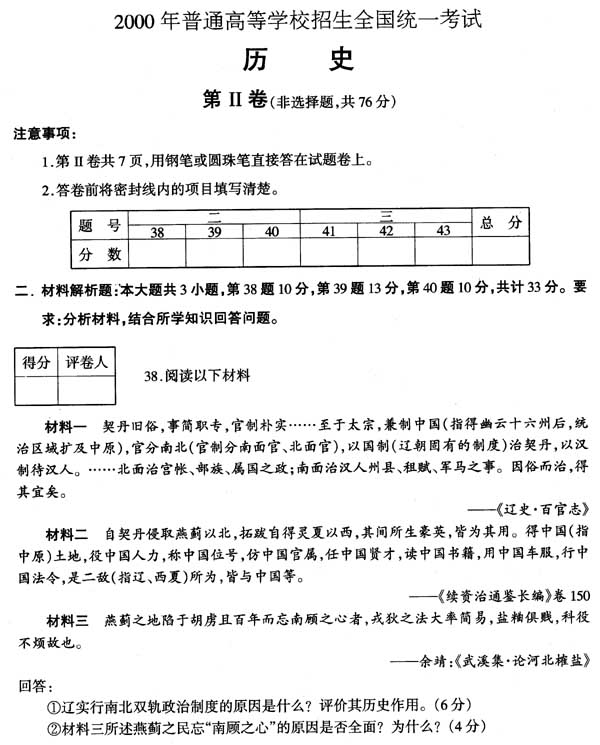 2000 年普通高等学校招生全国统一考试
历 史
第 II 卷(非选择题,共 76 分)
注意事项:
1.第 II 卷共 7 页,用钢笔或圆珠笔直接答在试题卷上。
2.答卷前将密封线内的项目填写清楚。
题 号 二 三 总 分
38 39 40 41 42 43
分 数
二. 材料解析题:本大题共 3 小题,第 38 题 10 分,第 39 题 13 分,第 40 题 10 分,共计 33 分。要
求:分析材料,结合所学知识回答问题。
得分 评卷人
38.阅读以下材料
材料一 契丹旧俗,事简职专,官制朴实……至于太宗,兼制中国(指得幽云十六州后,统
治区域扩及中原),官分南北(官制分南面官、北面官),以国制(辽朝固有的制度)治契丹,以汉
制待汉人。……北面治宫帐、部族、属国之政;南面治汉人州县、租赋、军马之事。因俗而治,得
其宜矣。
——《辽史·百官志》
材料二 自契丹侵取燕蓟以北,拓跋自得灵夏以西,其间所生豪英,皆为其用。得中国(指
中原)土地,役中国人力,称中国位号,仿中国官属,任中国贤才,读中国书籍,用中国车服,行中
国法令,是二敌(指辽、西夏)所为,皆与中国等。
——《续资治通鉴长编》卷 150
材料三 燕蓟之地陷于胡虏且百年而忘南顾之心者,戎狄之法大率简易,盐麯俱贱,科役
不烦故也。
——余靖:《武溪集·论河北榷盐》
回答:
①辽实行南北双轨政治制度的原因是什么? 评价其历史作用。(6 分)
②材料三所述燕蓟之民忘“南顾之心”的原因是否全面? 为什么?(4 分)